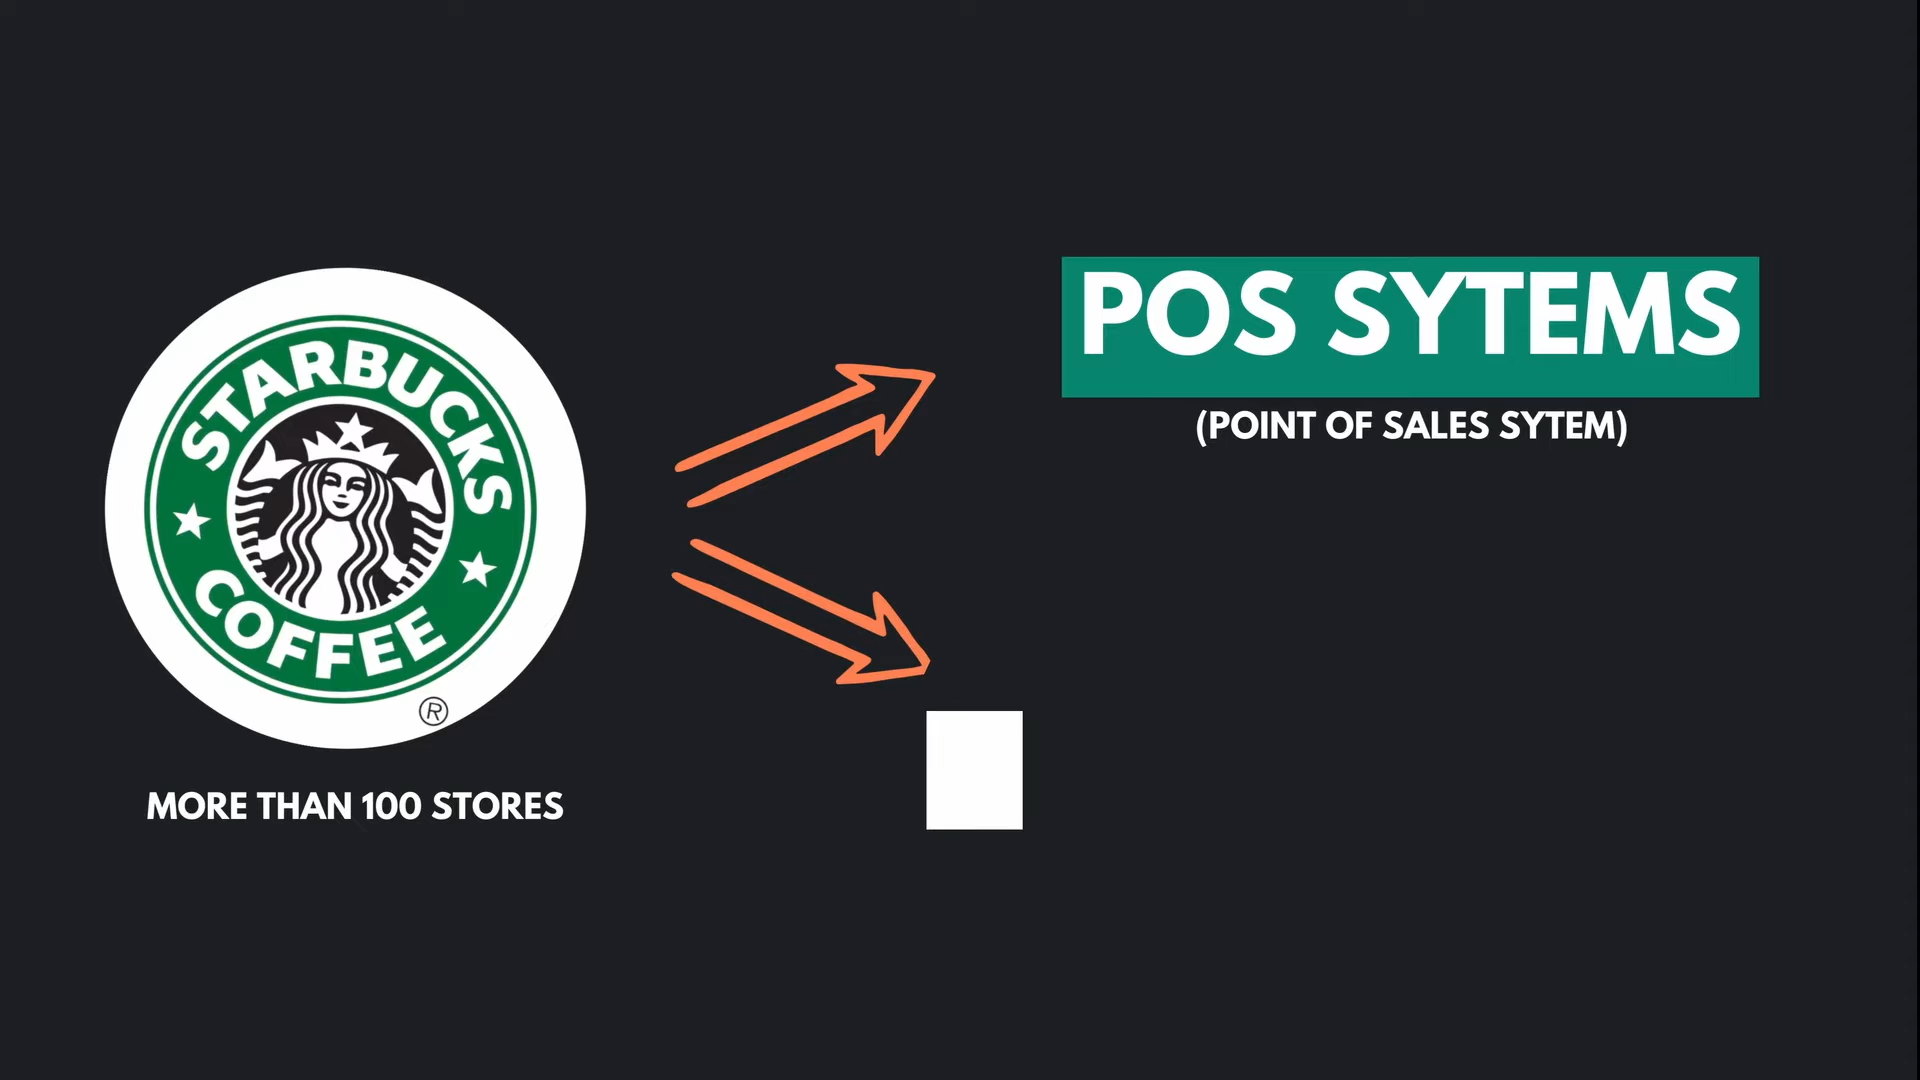 STARBUCKS
COFFEE
®
MORE THAN 100 STORES
POS SYTEMS
(POINT OF SALES SYTEM)